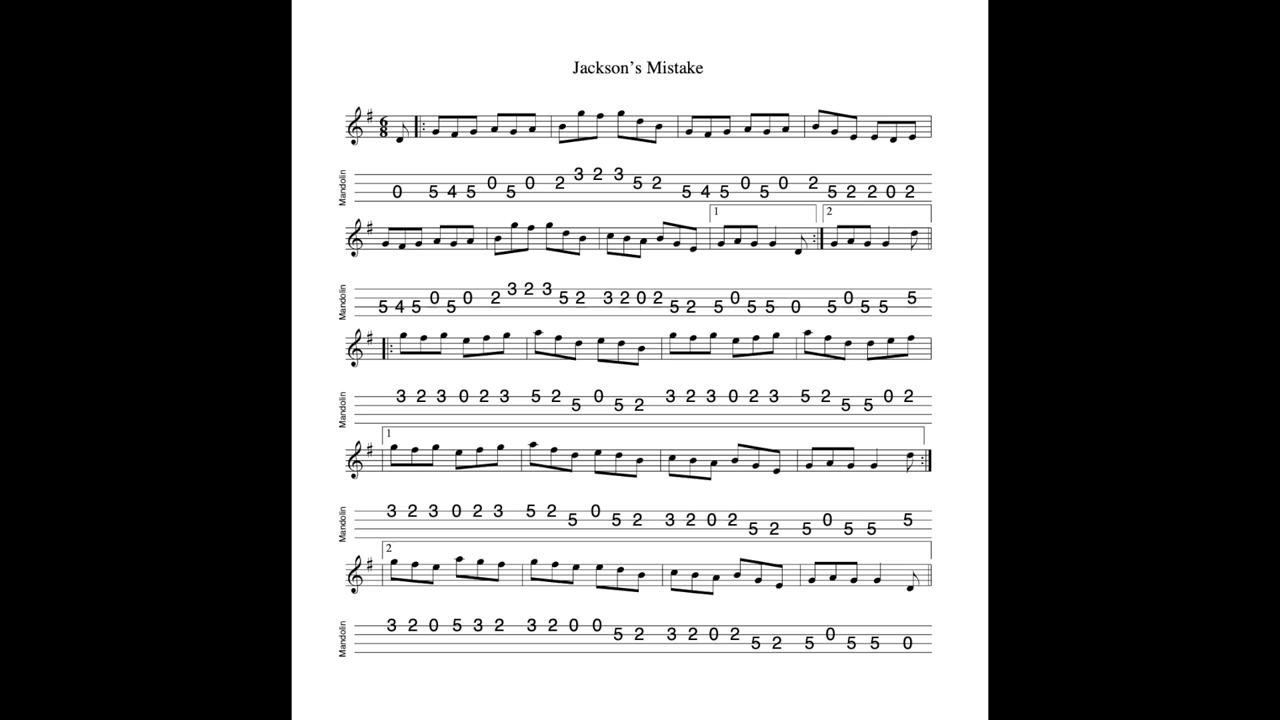 Jackson's Mistake
6
8
Mandolin
0 5 4 5 0 5 0 2 3 2 3 5 2 5 4 5 0 5 0 2 5 2 2 0 2
1 2
Mandolin
5 4 5 0 5 0 2 3 2 3 5 2 3 2 0 2 5 2 5 0 5 5 0 5 0 5 5 5
Mandolin
3 2 3 0 2 3 5 2 5 0 5 2 3 2 3 0 2 3 5 2 5 5 0 2
1
Mandolin
3 2 3 0 2 3 5 2 5 0 5 2 3 2 0 2 5 2 5 0 5 5 5
2
Mandolin
3 2 0 5 3 2 3 2 0 0 5 2 3 2 0 2 5 2 5 0 5 5 0